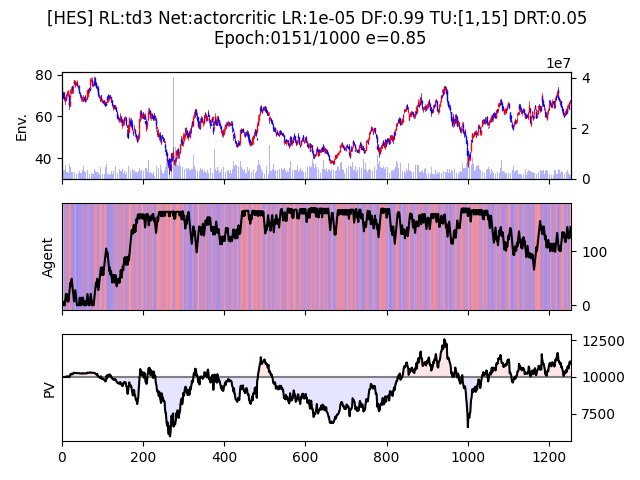 [HES] RL:td3 Net:actorcritic LR:1e-05 DF:0.99 TU:[1,15] DRT:0.05
Epoch:0151/1000 e=0.85
1e7
80
60
40
Env.
4
2
0
Agent
100
0
PV
12500
10000
7500
0 200 400 600 800 1000 1200